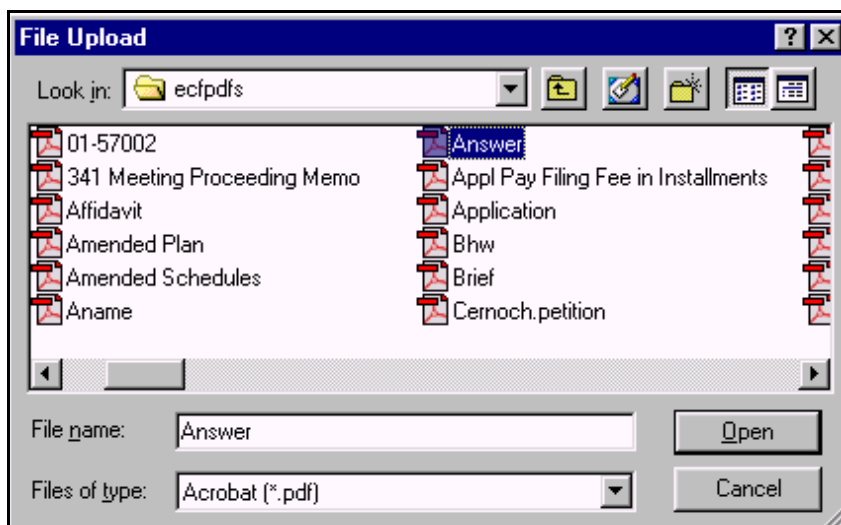 File Upload
Look in: ecfpdfs
01-57002
341 Meeting Proceeding Memo
Affidavit
Amended Plan
Amended Schedules
Aname
Answer
Appl Pay Filing Fee in Installments
Application
Bhw
Brief
Cernoch.petition
File name: Answer
Open
Files of type: Acrobat (*.pdf)
Cancel